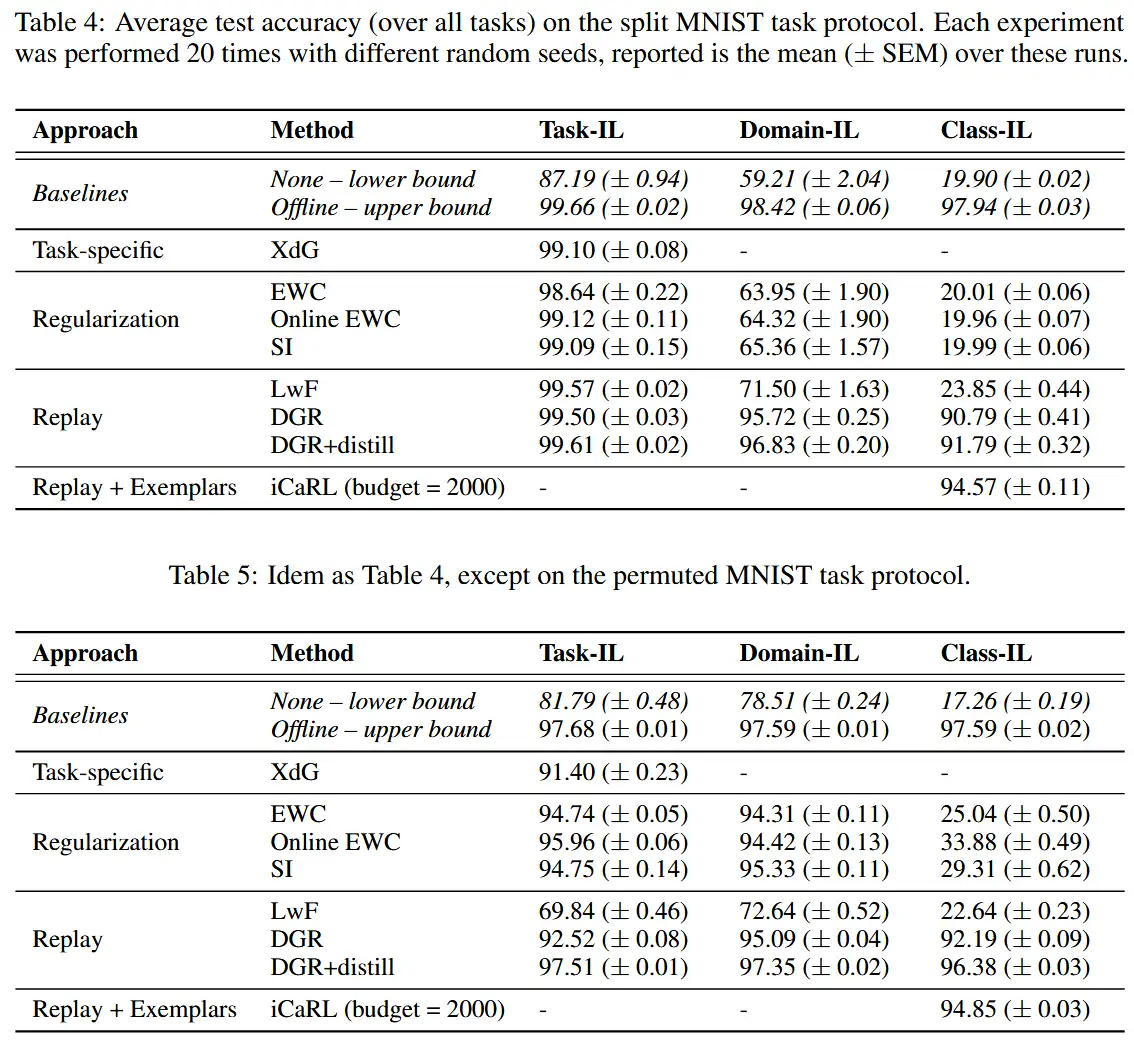 Table 4: Average test accuracy (over all tasks) on the split MNIST task protocol. Each experiment
was performed 20 times with different random seeds, reported is the mean (± SEM) over these runs.
Approach Method Task-IL Domain-IL Class-IL
Baselines None – lower bound 87.19 (± 0.94) 59.21 (± 2.04) 19.90 (± 0.02)
Offline – upper bound 99.66 (± 0.02) 98.42 (± 0.06) 97.94 (± 0.03)
Task-specific XdG 99.10 (± 0.08) - -
Regularization EWC 98.64 (± 0.22) 63.95 (± 1.90) 20.01 (± 0.06)
Online EWC 99.12 (± 0.11) 64.32 (± 1.90) 19.96 (± 0.07)
SI 99.09 (± 0.15) 65.36 (± 1.57) 19.99 (± 0.06)
Replay LwF 99.57 (± 0.02) 71.50 (± 1.63) 23.85 (± 0.44)
DGR 99.50 (± 0.03) 95.72 (± 0.25) 90.79 (± 0.41)
DGR+distill 99.61 (± 0.02) 96.83 (± 0.20) 91.79 (± 0.32)
Replay + Exemplars iCaRL (budget = 2000) - - 94.57 (± 0.11)
Table 5: Idem as Table 4, except on the permuted MNIST task protocol.
Approach Method Task-IL Domain-IL Class-IL
Baselines None – lower bound 81.79 (± 0.48) 78.51 (± 0.24) 17.26 (± 0.19)
Offline – upper bound 97.68 (± 0.01) 97.59 (± 0.01) 97.59 (± 0.02)
Task-specific XdG 91.40 (± 0.23) - -
Regularization EWC 94.74 (± 0.05) 94.31 (± 0.11) 25.04 (± 0.50)
Online EWC 95.96 (± 0.06) 94.42 (± 0.13) 33.88 (± 0.49)
SI 94.75 (± 0.14) 95.33 (± 0.11) 29.31 (± 0.62)
Replay LwF 69.84 (± 0.46) 72.64 (± 0.52) 22.64 (± 0.23)
DGR 92.52 (± 0.08) 95.09 (± 0.04) 92.19 (± 0.09)
DGR+distill 97.51 (± 0.01) 97.35 (± 0.02) 96.38 (± 0.03)
Replay + Exemplars iCaRL (budget = 2000) - - 94.85 (± 0.03)